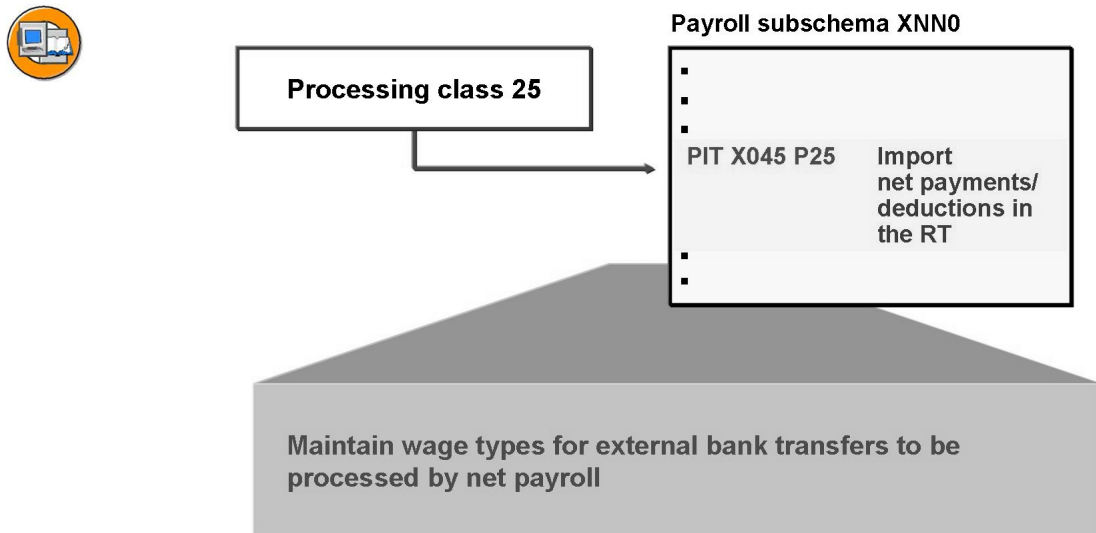 Payroll subschema XNN0
Processing class 25
PIT X045 P25 Import
net payments/
deductions in
the RT
Maintain wage types for external bank transfers to be
processed by net payroll